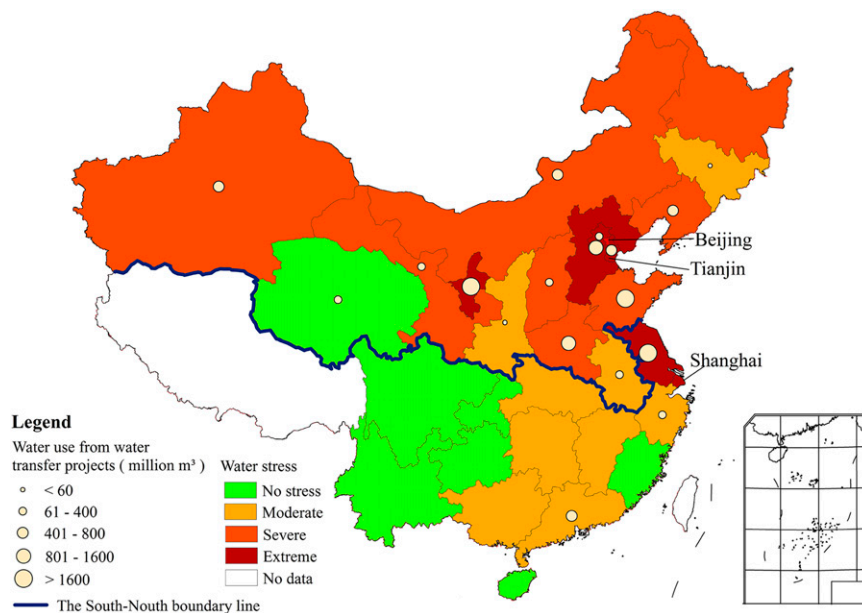 Beijing
Tianjin
Shanghai
Legend
Water use from water
transfer projects ( million m³ )
< 60
61 - 400
401 - 800
801 - 1600
> 1600
Water stress
No stress
Moderate
Severe
Extreme
No data
The South-Nouth boundary line